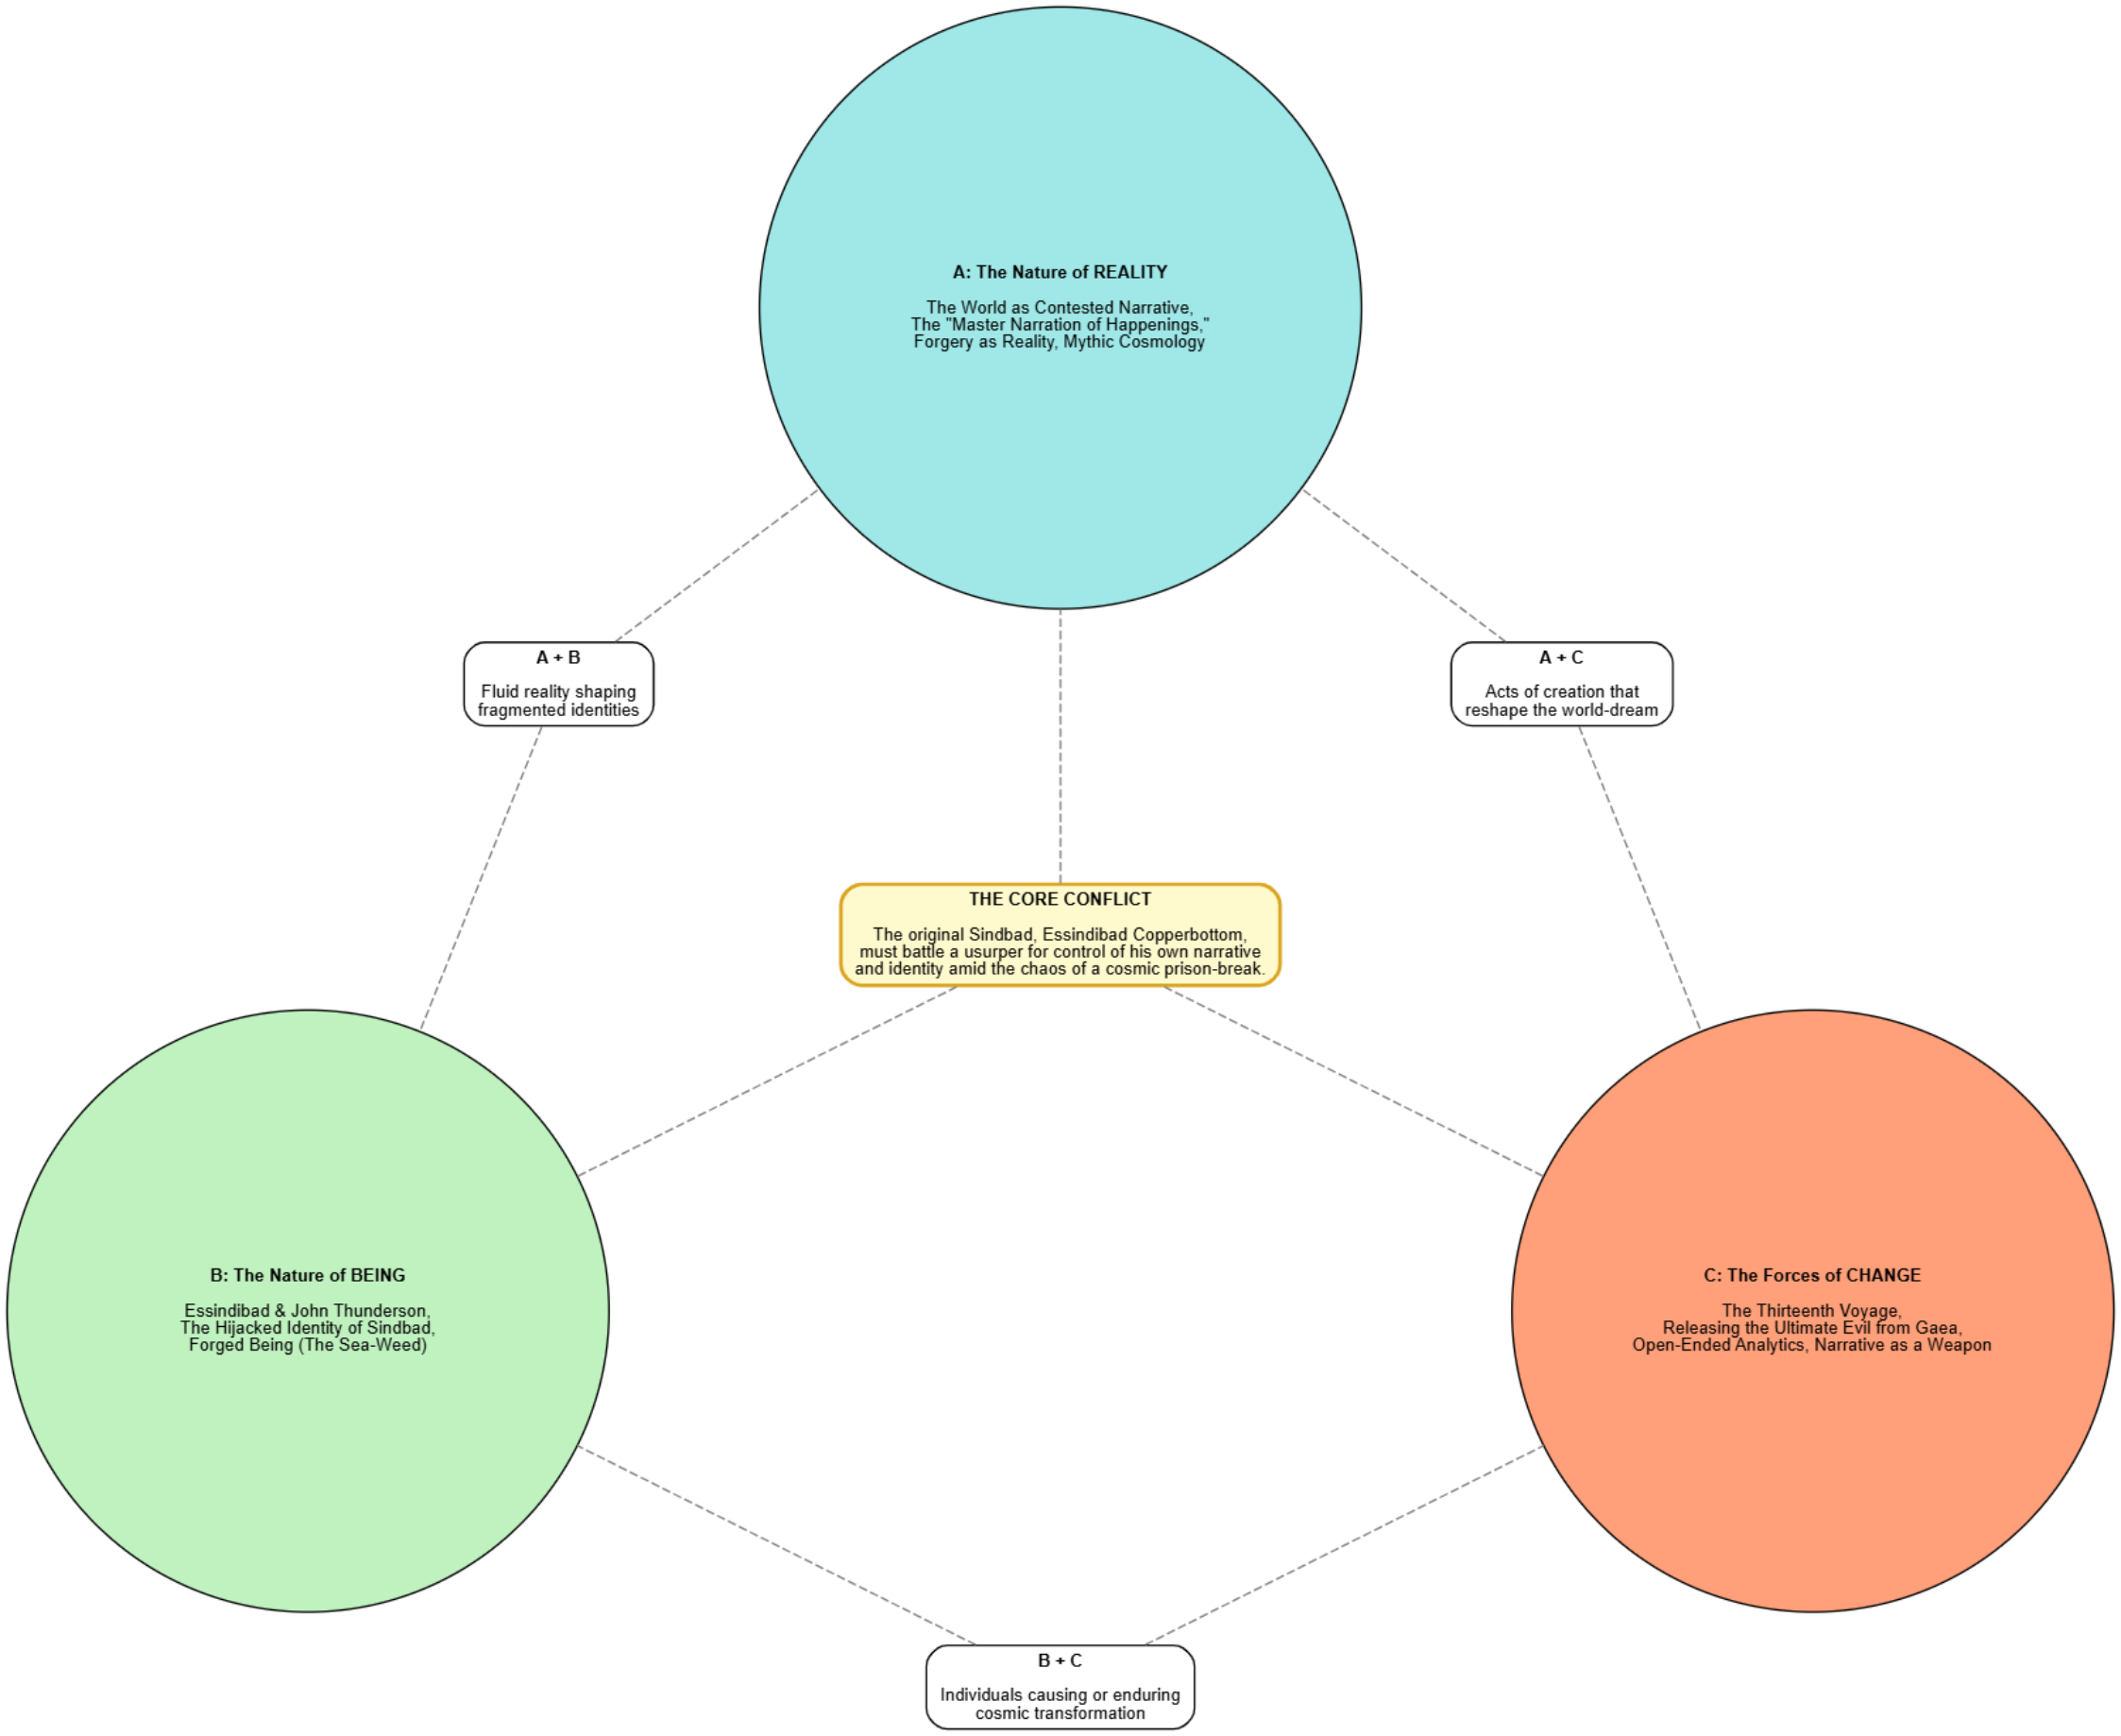 A: The Nature of REALITY
The World as Contested Narrative,
The "Master Narration of Happenings,"
Forgery as Reality, Mythic Cosmology
A + B
Fluid reality shaping
fragmented identities
A + C
Acts of creation that
reshape the world-dream
THE CORE CONFLICT
The original Sindbad, Essindibad Copperbottom,
must battle a usurper for control of his own narrative
and identity amid the chaos of a cosmic prison-break.
B: The Nature of BEING
Essindibad & John Thunderson,
The Hijacked Identity of Sindbad,
Forged Being (The Sea-Weed)
C: The Forces of CHANGE
The Thirteenth Voyage,
Releasing the Ultimate Evil from Gaea,
Open-Ended Analytics, Narrative as a Weapon
B + C
Individuals causing or enduring
cosmic transformation